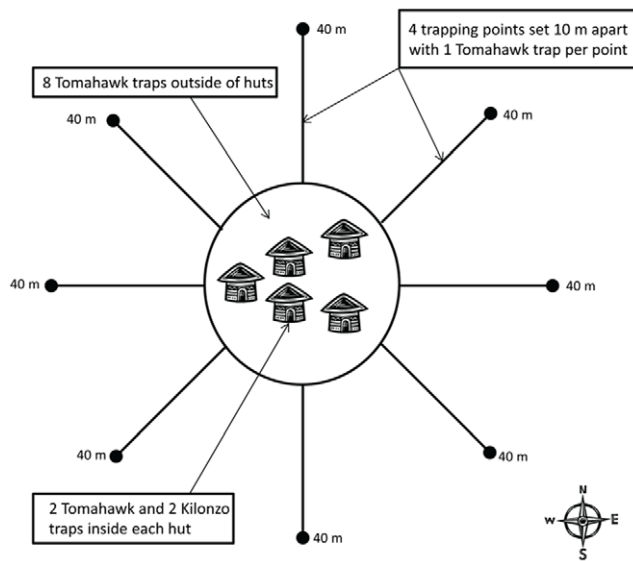 40 m
4 trapping points set 10 m apart
with 1 Tomahawk trap per point
8 Tomahawk traps outside of huts
40 m
40 m
40 m
40 m
40 m
40 m
2 Tomahawk and 2 Kilonzo
traps inside each hut
40 m
N
W E
S